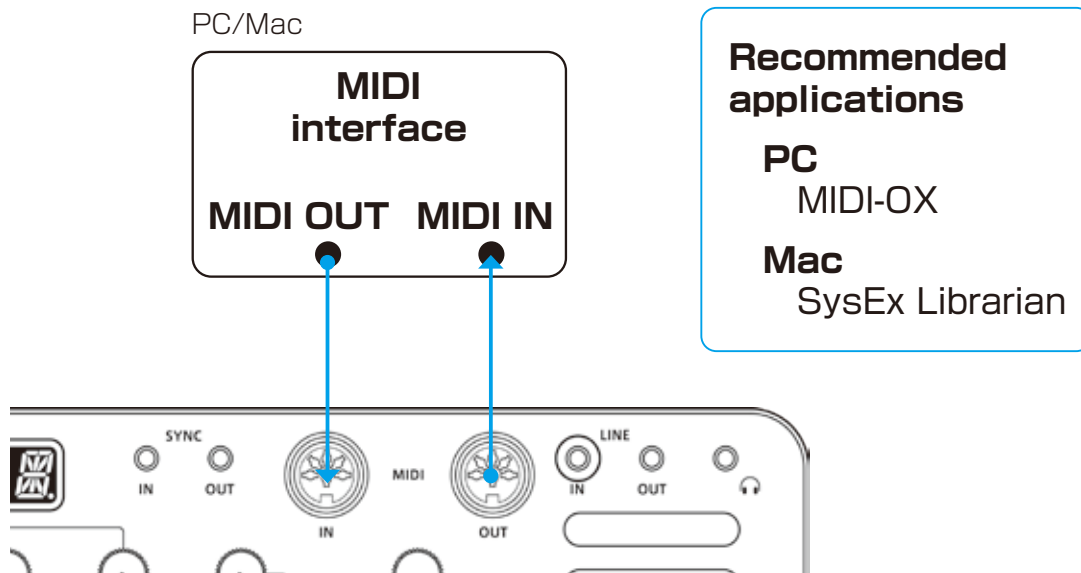 PC/Mac
MIDI
interface
MIDI OUT MIDI IN
Recommended
applications
PC
MIDI-OX
Mac
SysEx Librarian
SYNC
IN
OUT
MIDI
IN
OUT
LINE
IN
OUT